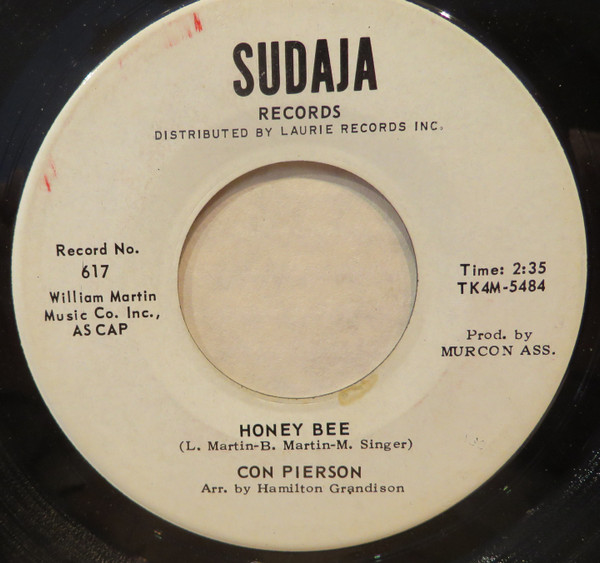 SUDAJA
RECORDS
DISTRIBUTED BY LAURIE RECORDS INC.
Record No.
617
William Martin
Music Co. Inc.,
ASCAP
Time: 2:35
TK4M-5484
Prod. by
MURCON ASS.
HONEY BEE
(L. Martin-B. Martin-M. Singer)
CON PIERSON
Arr. by Hamilton Grandison